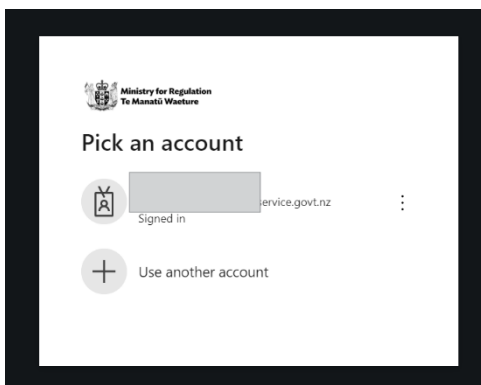 Ministry for Regulation
Te Manatū Waeture
Pick an account
ervice.govt.nz
Signed in
Use another account